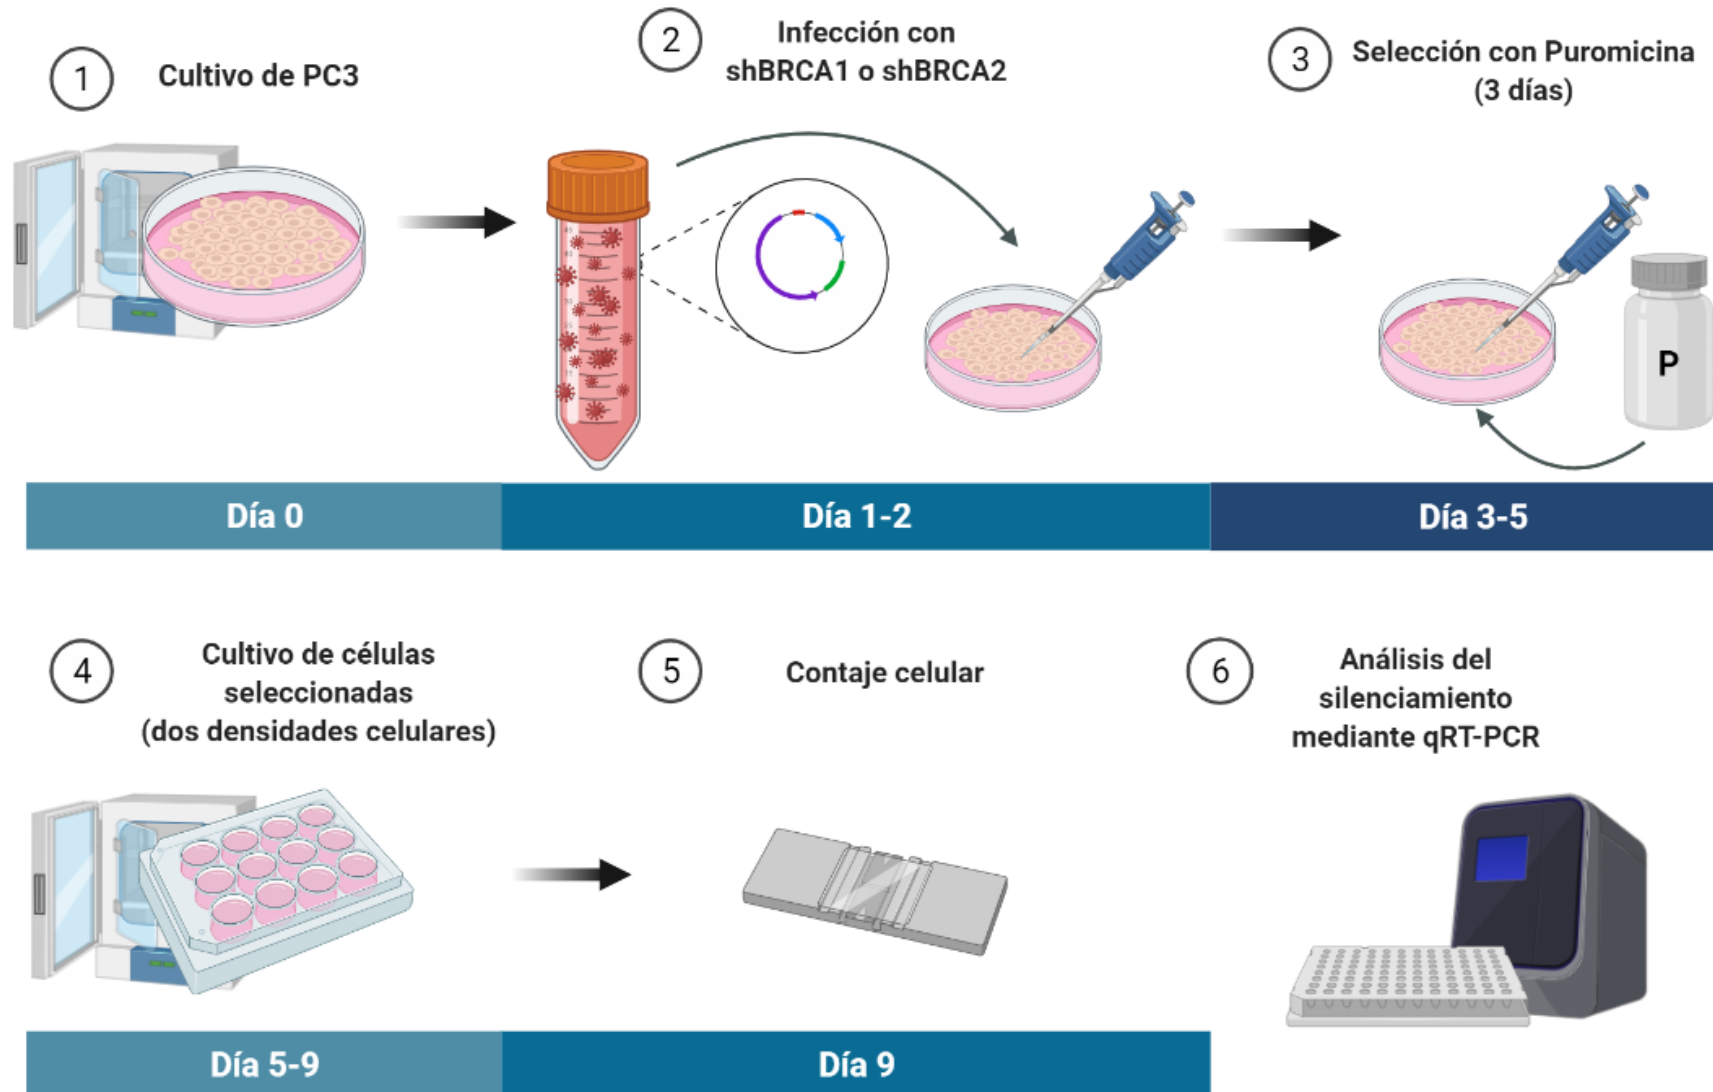 1
Cultivo de PC3
2
Infección con
shBRCA1 o shBRCA2
3
Selección con Puromicina
(3 días)
P
Día 0
Día 1-2
Día 3-5
4
Cultivo de células
seleccionadas
(dos densidades celulares)
5
Contaje celular
6
Análisis del
silenciamiento
mediante qRT-PCR
Día 5-9
Día 9